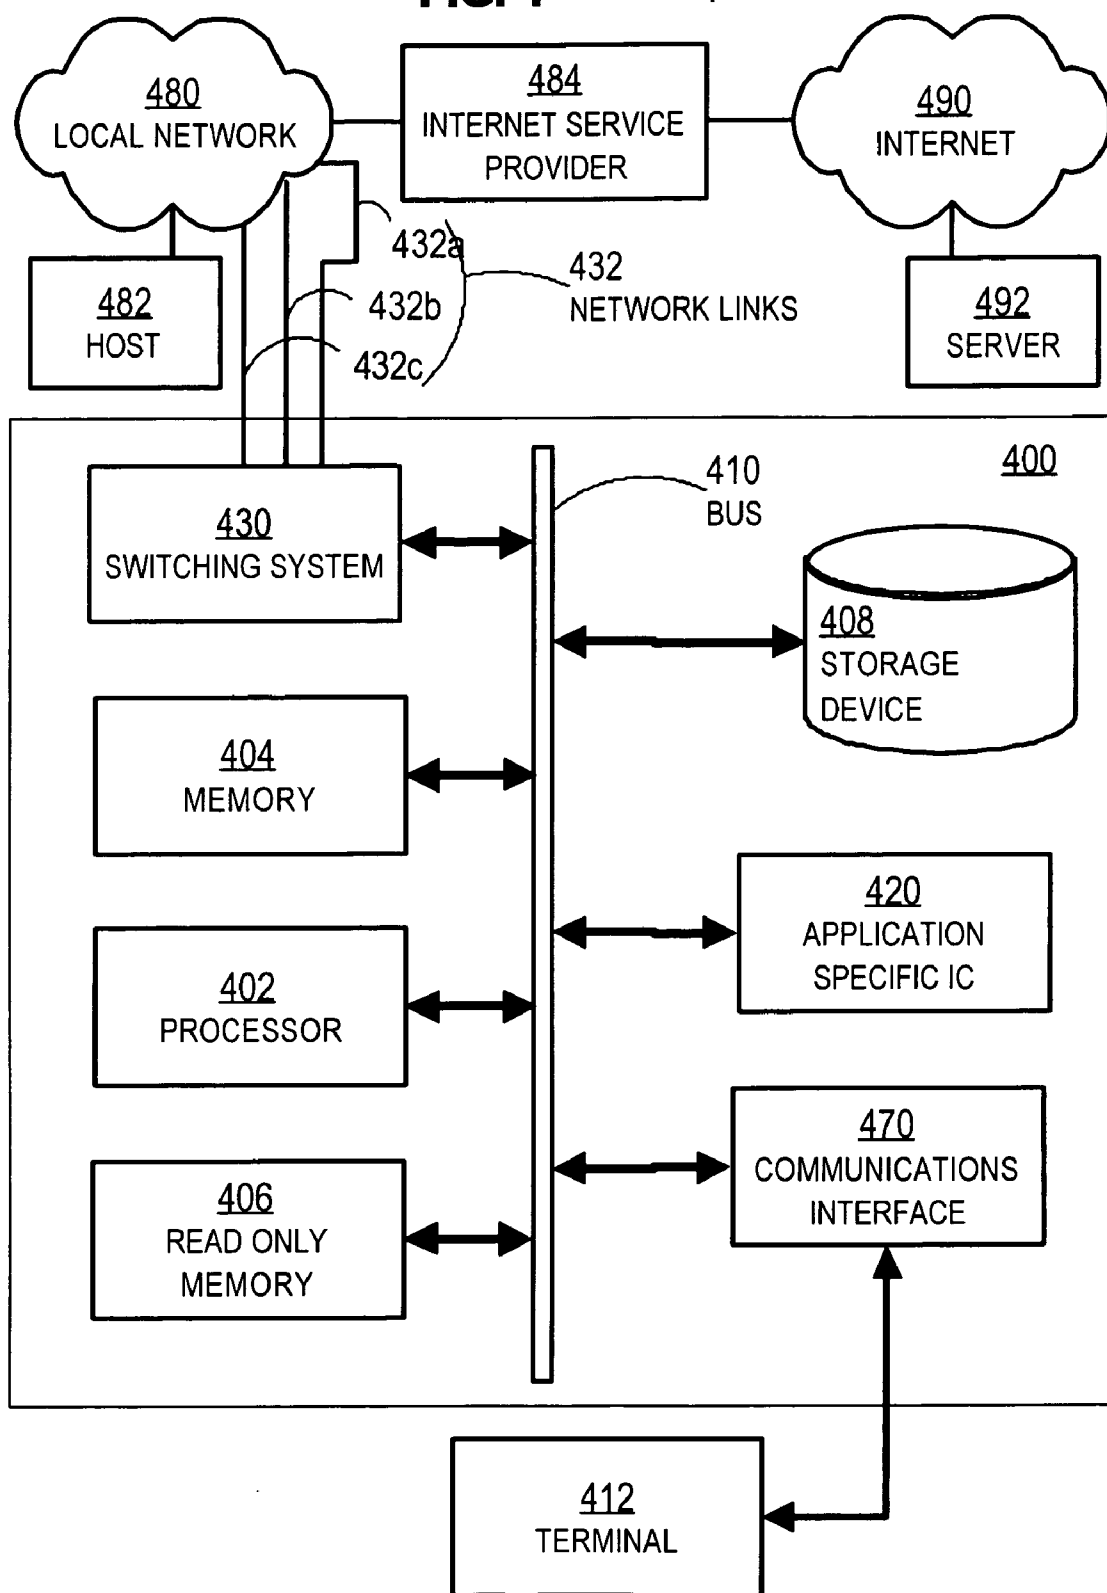 480
LOCAL NETWORK
484
INTERNET SERVICE
PROVIDER
490
INTERNET
432a
432b
432c
432
NETWORK LINKS
482
HOST
492
SERVER
400
410
BUS
430
SWITCHING SYSTEM
408
STORAGE
DEVICE
404
MEMORY
420
APPLICATION
SPECIFIC IC
402
PROCESSOR
470
COMMUNICATIONS
INTERFACE
406
READ ONLY
MEMORY
412
TERMINAL